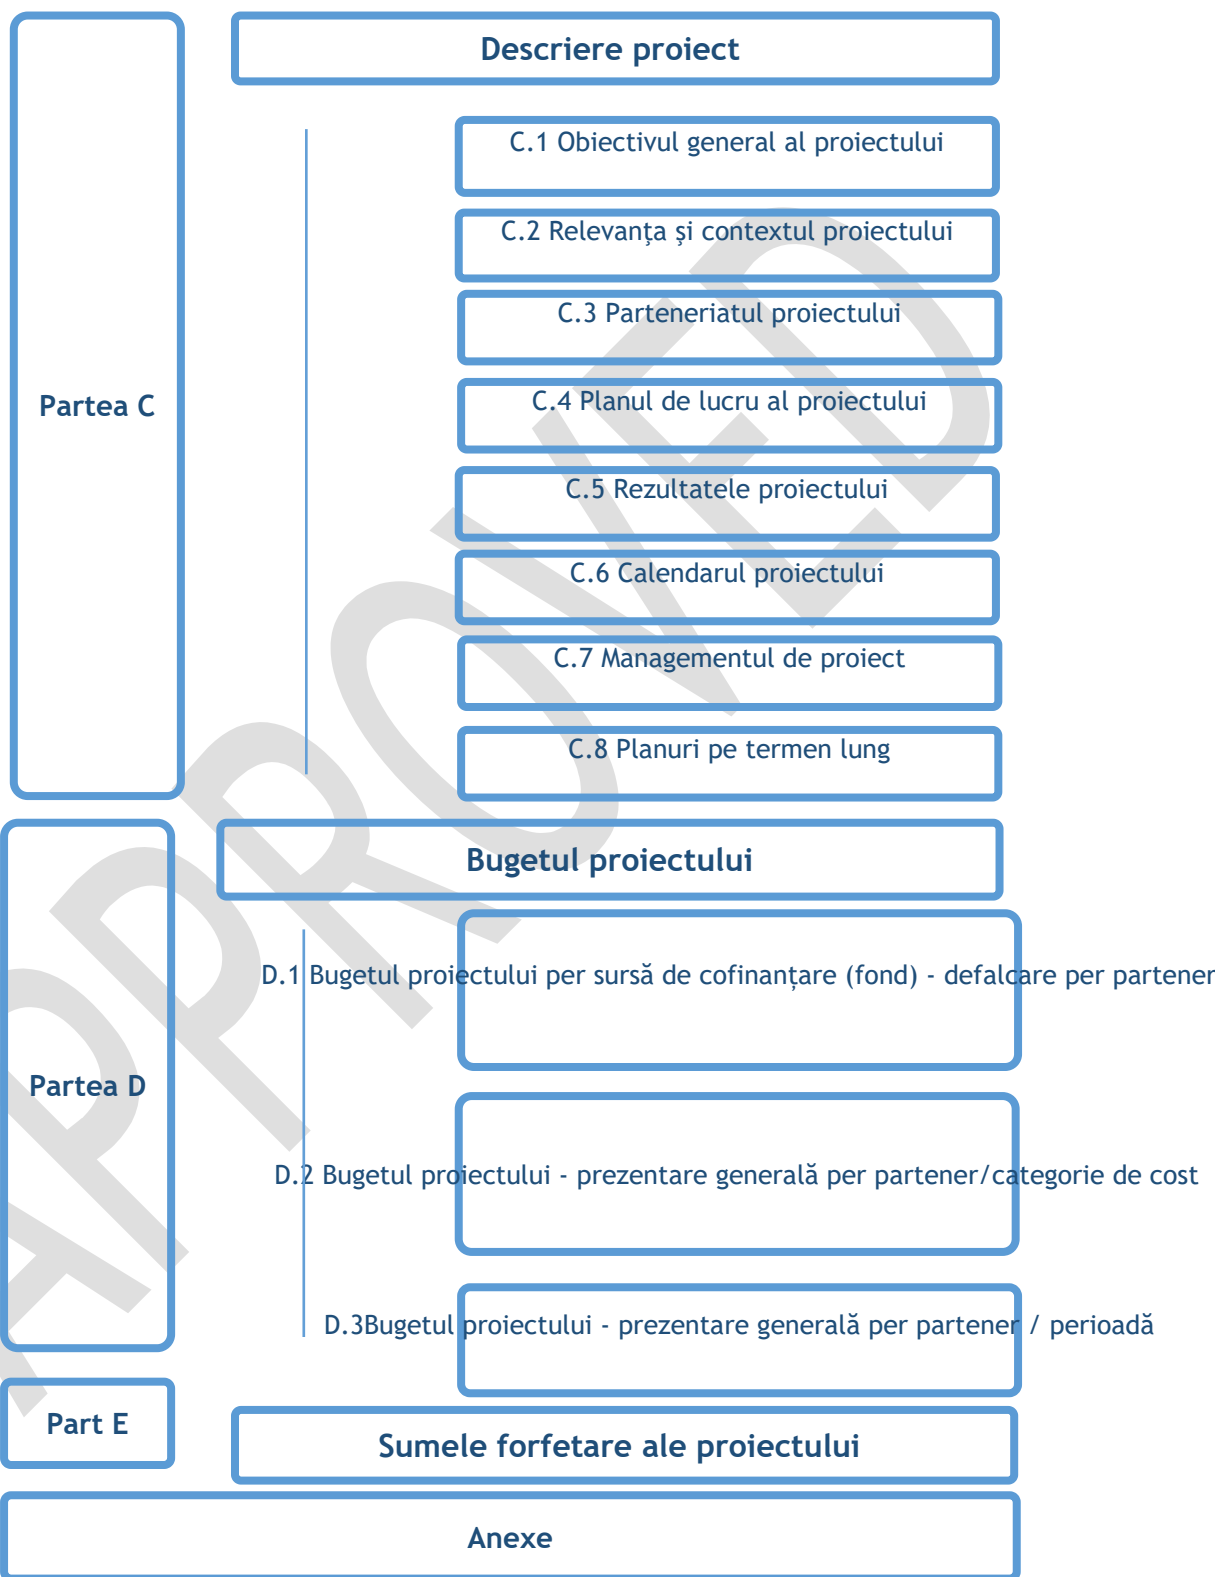 Descriere proiect
C.1 Obiectivul general al proiectului
C.2 Relevanţa şi contextul proiectului
C.3 Parteneriatul proiectului
Partea C
C.4 Planul de lucru al proiectului
C.5 Rezultatele proiectului
C.6 Calendarul proiectului
C.7 Managementul de proiect
C.8 Planuri pe termen lung
Bugetul proiectului
D.1 Bugetul proiectului per sursă de cofinanțare (fond) - defalcare per partener
Partea D
D.2 Bugetul proiectului - prezentare generală per partener/categorie de cost
D.3Bugetul proiectului - prezentare generală per partener / perioadă
Part E
Sumele forfetare ale proiectului
Anexe
APPROVED